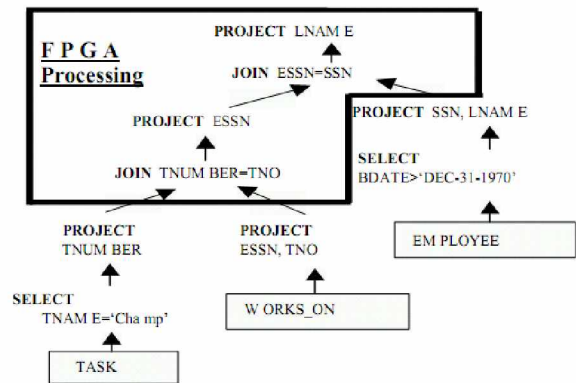 PROJECT LNAM E
F P G A
Processing
JOIN ESSN=SSN
PROJECT ESSN
PROJECT SSN, LNAM E
SELECT
BDATE>‘DEC-31-1970’
JOIN TNUM BER=TNO
PROJECT
TNUM BER
PROJECT
ESSN, TNO
EM PLOYEE
SELECT
TNAM E=‘Cha mp’
W ORKS_ON
TASK